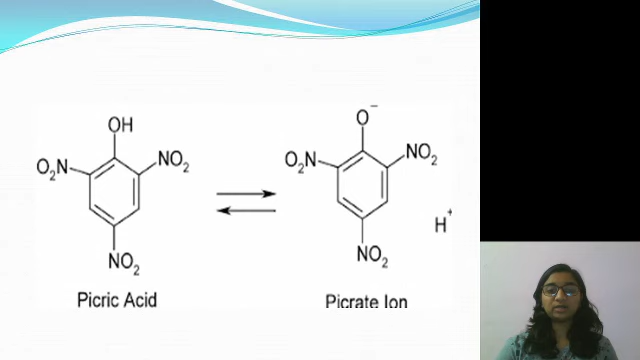 OH
O⁻
O₂N
NO₂
O₂N
NO₂
H⁺
NO₂
NO₂
Picric Acid
Picrate Ion